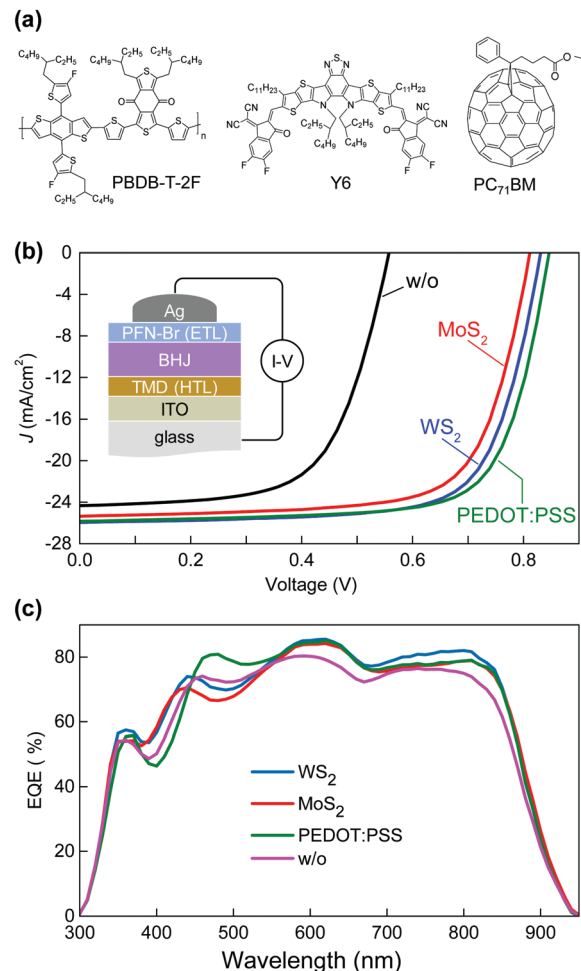 (a)
C4H9
C2H5
F
S
S
S
S
[
]n
O
O
C4H9
C2H5
C2H5
C4H9
S
S
S
S
F
C2H5
C4H9
PBDB-T-2F
N
S
N
C11H23
C11H23
S
S
S
S
N
N
NC
CN
CN
NC
O
O
C2H5
C2H5
C4H9
C4H9
F
F
F
F
Y6
O
O
PC71BM
(b)
0
-4
-8
-12
-16
-20
-24
-28
J (mA/cm2)
w/o
MoS2
WS2
PEDOT:PSS
Ag
PFN-Br (ETL)
BHJ
TMD (HTL)
ITO
glass
I-V
0.0 0.2 0.4 0.6 0.8
Voltage (V)
(c)
80
60
40
20
0
EQE ( %)
WS2
MoS2
PEDOT:PSS
w/o
300 400 500 600 700 800 900
Wavelength (nm)